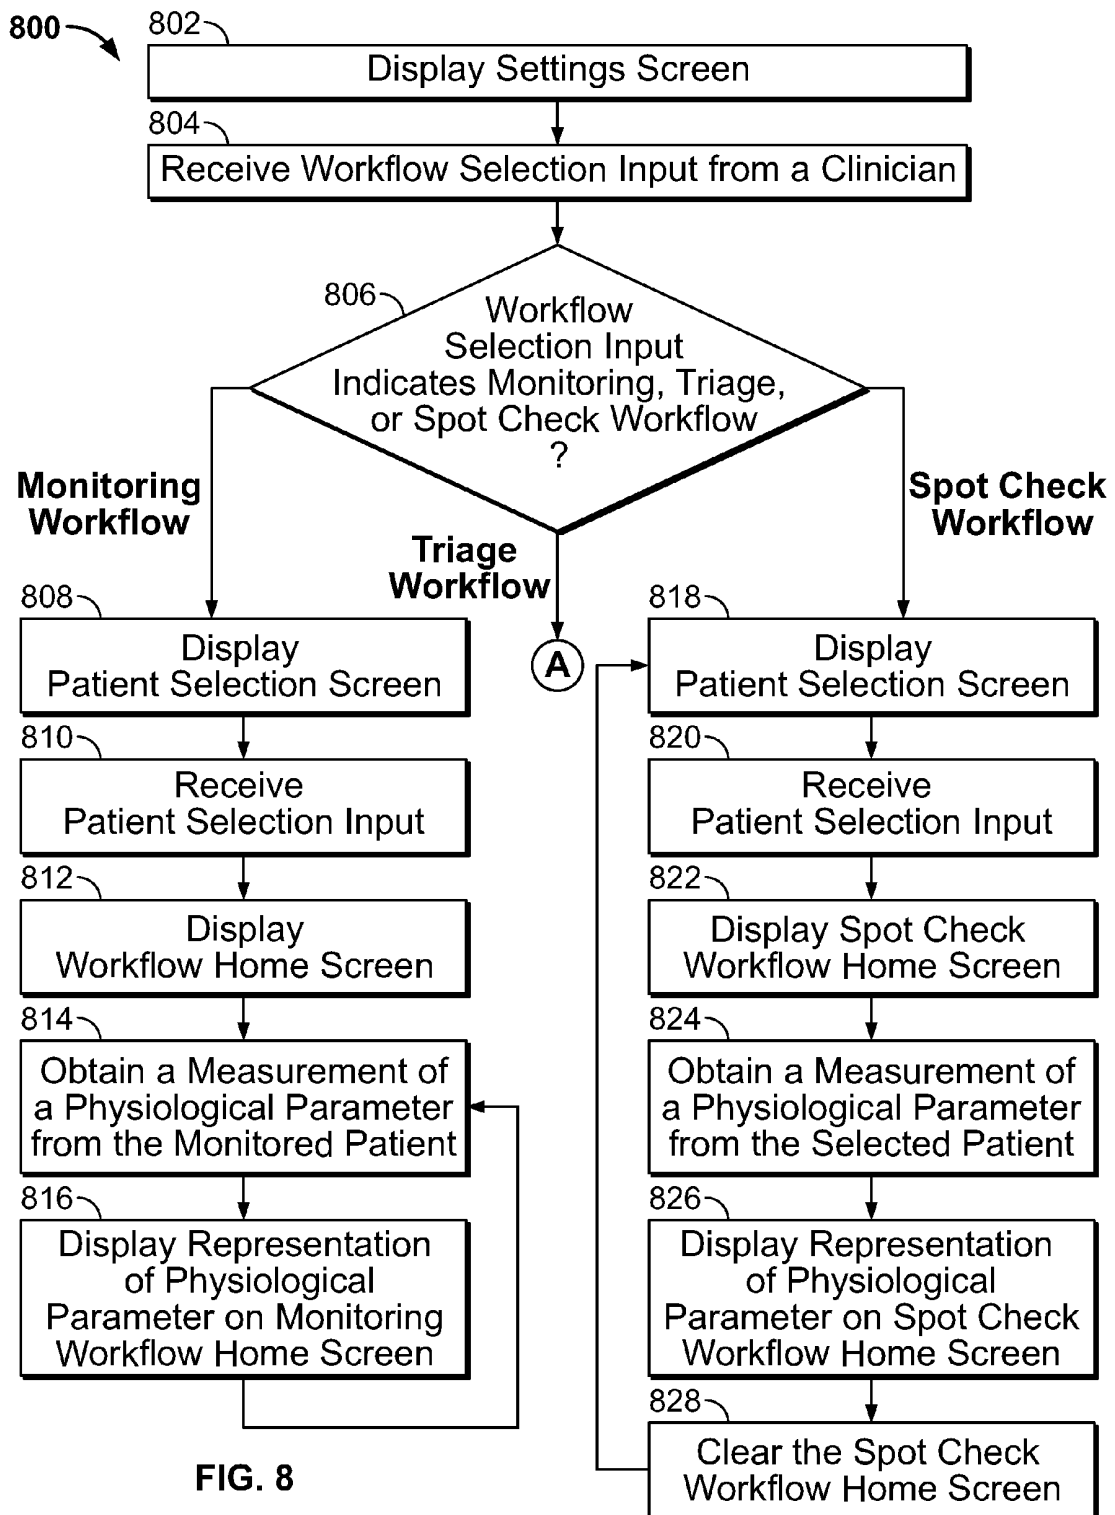 800
802
Display Settings Screen
804
Receive Workflow Selection Input from a Clinician
806
Workflow
Selection Input
Indicates Monitoring, Triage,
or Spot Check Workflow
?
Monitoring
Workflow
Triage
Workflow
Spot Check
Workflow
A
808
Display
Patient Selection Screen
810
Receive
Patient Selection Input
812
Display
Workflow Home Screen
814
Obtain a Measurement of
a Physiological Parameter
from the Monitored Patient
816
Display Representation
of Physiological
Parameter on Monitoring
Workflow Home Screen
818
Display
Patient Selection Screen
820
Receive
Patient Selection Input
822
Display Spot Check
Workflow Home Screen
824
Obtain a Measurement of
a Physiological Parameter
from the Selected Patient
826
Display Representation
of Physiological
Parameter on Spot Check
Workflow Home Screen
828
Clear the Spot Check
Workflow Home Screen
FIG. 8